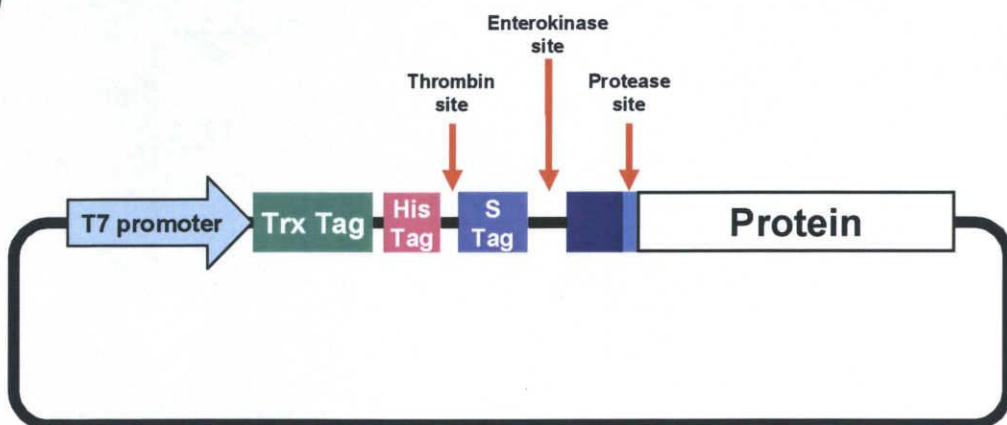 Enterokinase
site
Thrombin
site
Protease
site
T7 promoter
Trx Tag
His
Tag
S
Tag
Protein